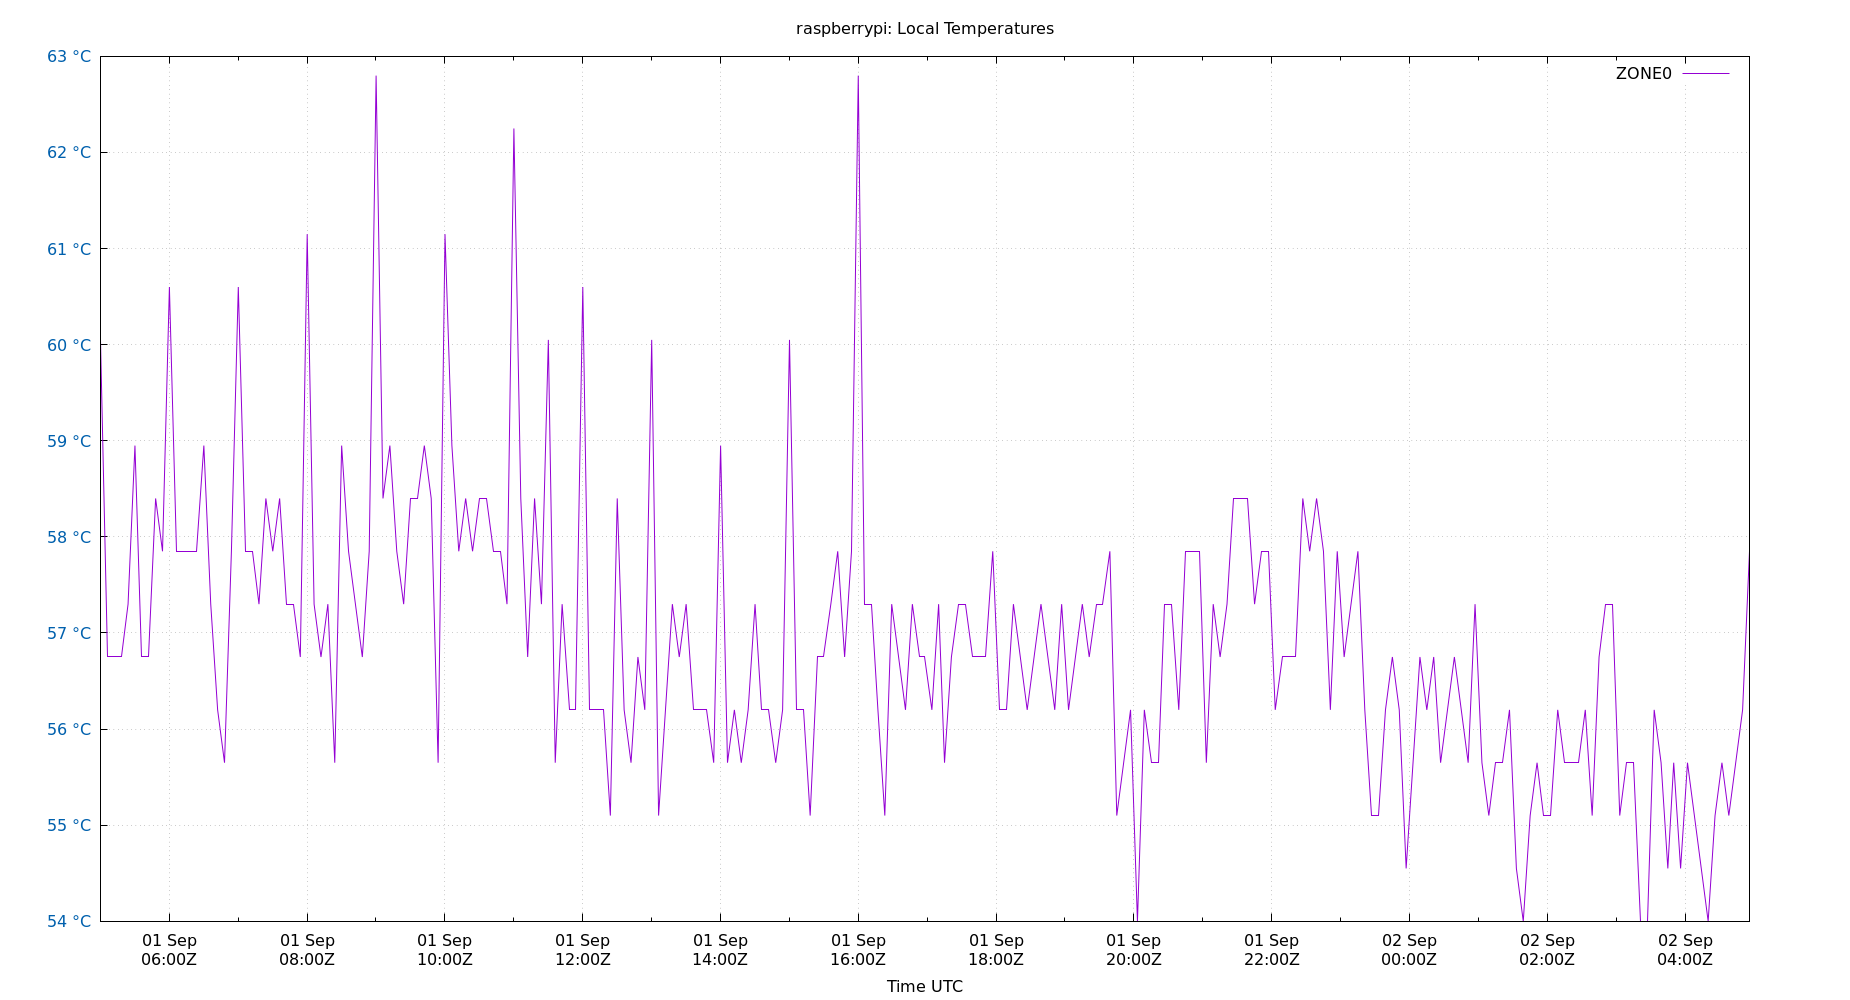 raspberrypi: Local Temperatures
63 °C
ZONE0
62 °C
61 °C
60 °C
59 °C
58 °C
57 °C
56 °C
55 °C
54 °C
01 Sep 01 Sep 01 Sep 01 Sep 01 Sep 01 Sep 01 Sep 01 Sep 01 Sep 02 Sep 02 Sep 02 Sep
06:00Z 08:00Z 10:00Z 12:00Z 14:00Z 16:00Z 18:00Z 20:00Z 22:00Z 00:00Z 02:00Z 04:00Z
Time UTC